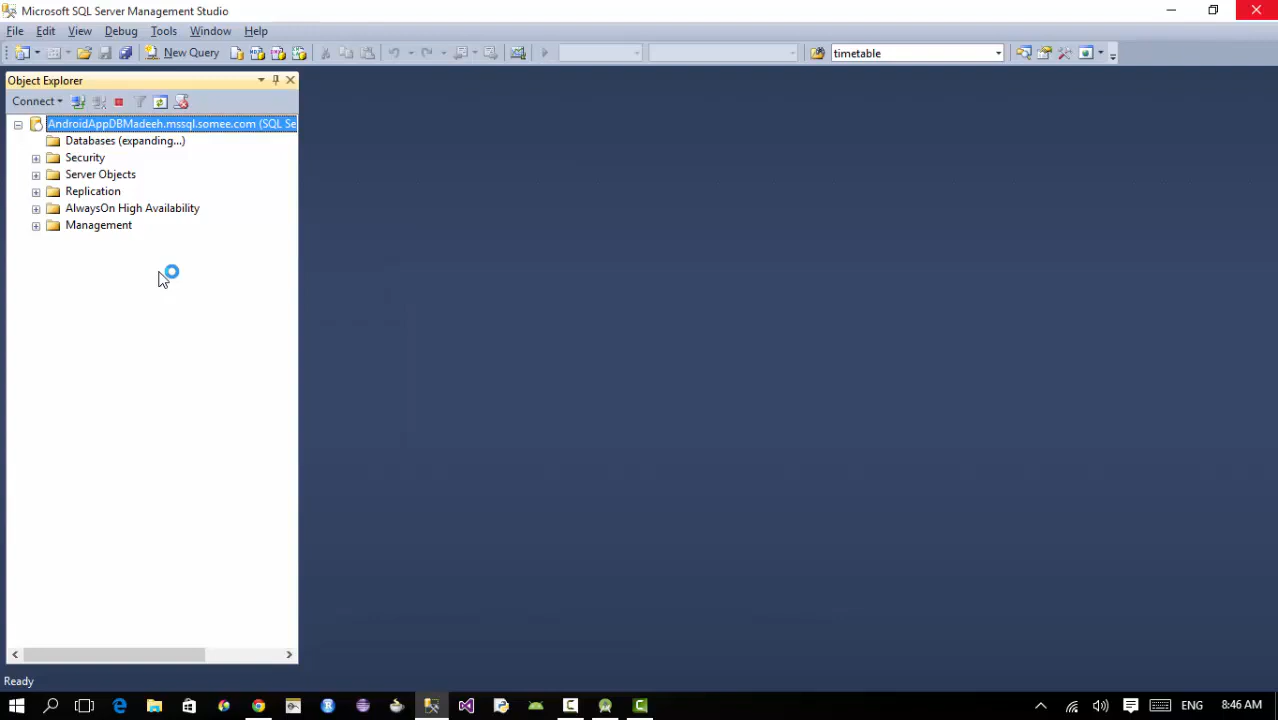 Microsoft SQL Server Management Studio
File Edit View Debug Tools Window Help
New Query timetable
Object Explorer
Connect
AndroidAppDBMadeeh.mssql.somee.com (SQL Se
Databases (expanding...)
Security
Server Objects
Replication
AlwaysOn High Availability
Management
Ready
ENG 8:46 AM